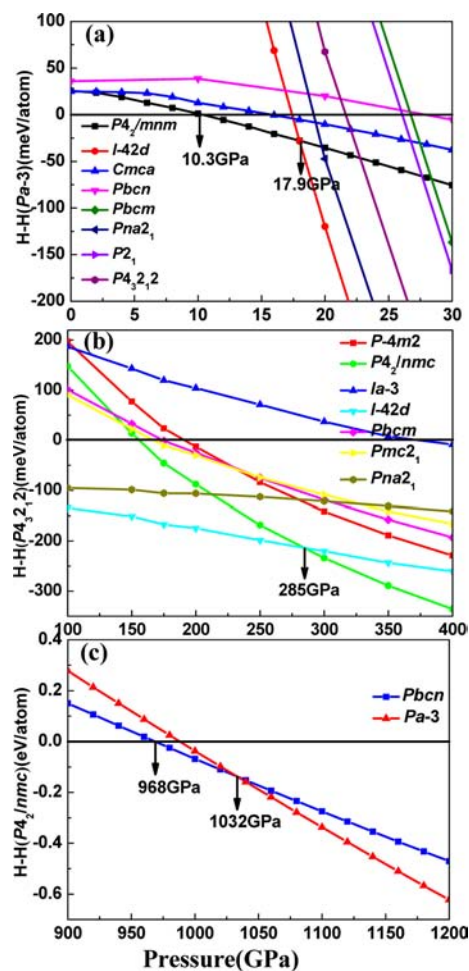 (a)
H-H(Pa-3)(meV/atom)
100
50
0
-50
-100
-150
-200
P4₂/mnm
I-42d
Cmca
Pbcn
Pbcm
Pna2₁
P2₁
P4₃2₁2
10.3GPa
17.9GPa
0 5 10 15 20 25 30
(b)
H-H(P4₃2₁2)(meV/atom)
200
100
0
-100
-200
-300
P-4m2
P4₂/nmc
Ia-3
I-42d
Pbcm
Pmc2₁
Pna2₁
285GPa
100 150 200 250 300 350 400
(c)
H-H(P4₂/nmc)(eV/atom)
0.4
0.2
0.0
-0.2
-0.4
-0.6
Pbcn
Pa-3
968GPa
1032GPa
900 950 1000 1050 1100 1150 1200
Pressure(GPa)